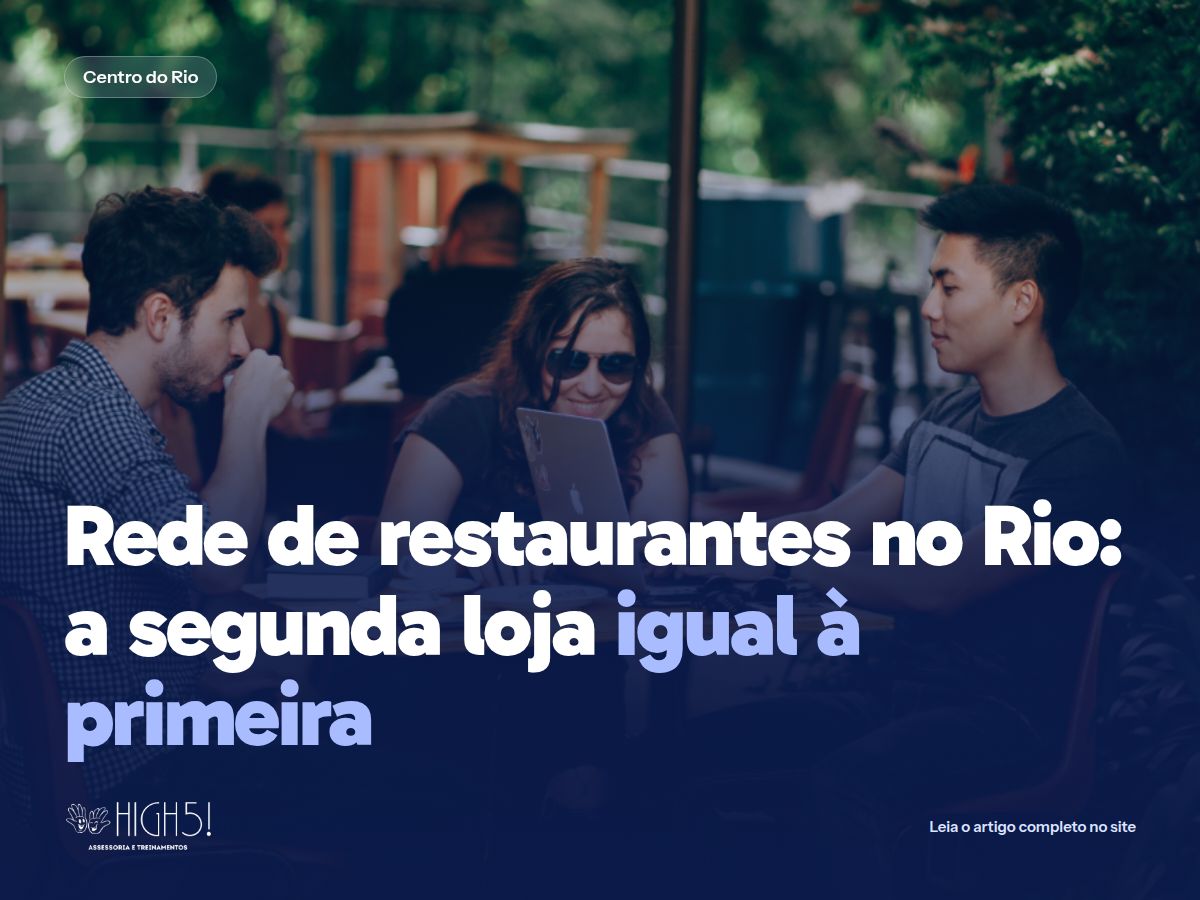 Centro do Rio
Rede de restaurantes no Rio:
a segunda loja igual à
primeira
HIGH5!
ASSESSORIA E TREINAMENTOS
Leia o artigo completo no site